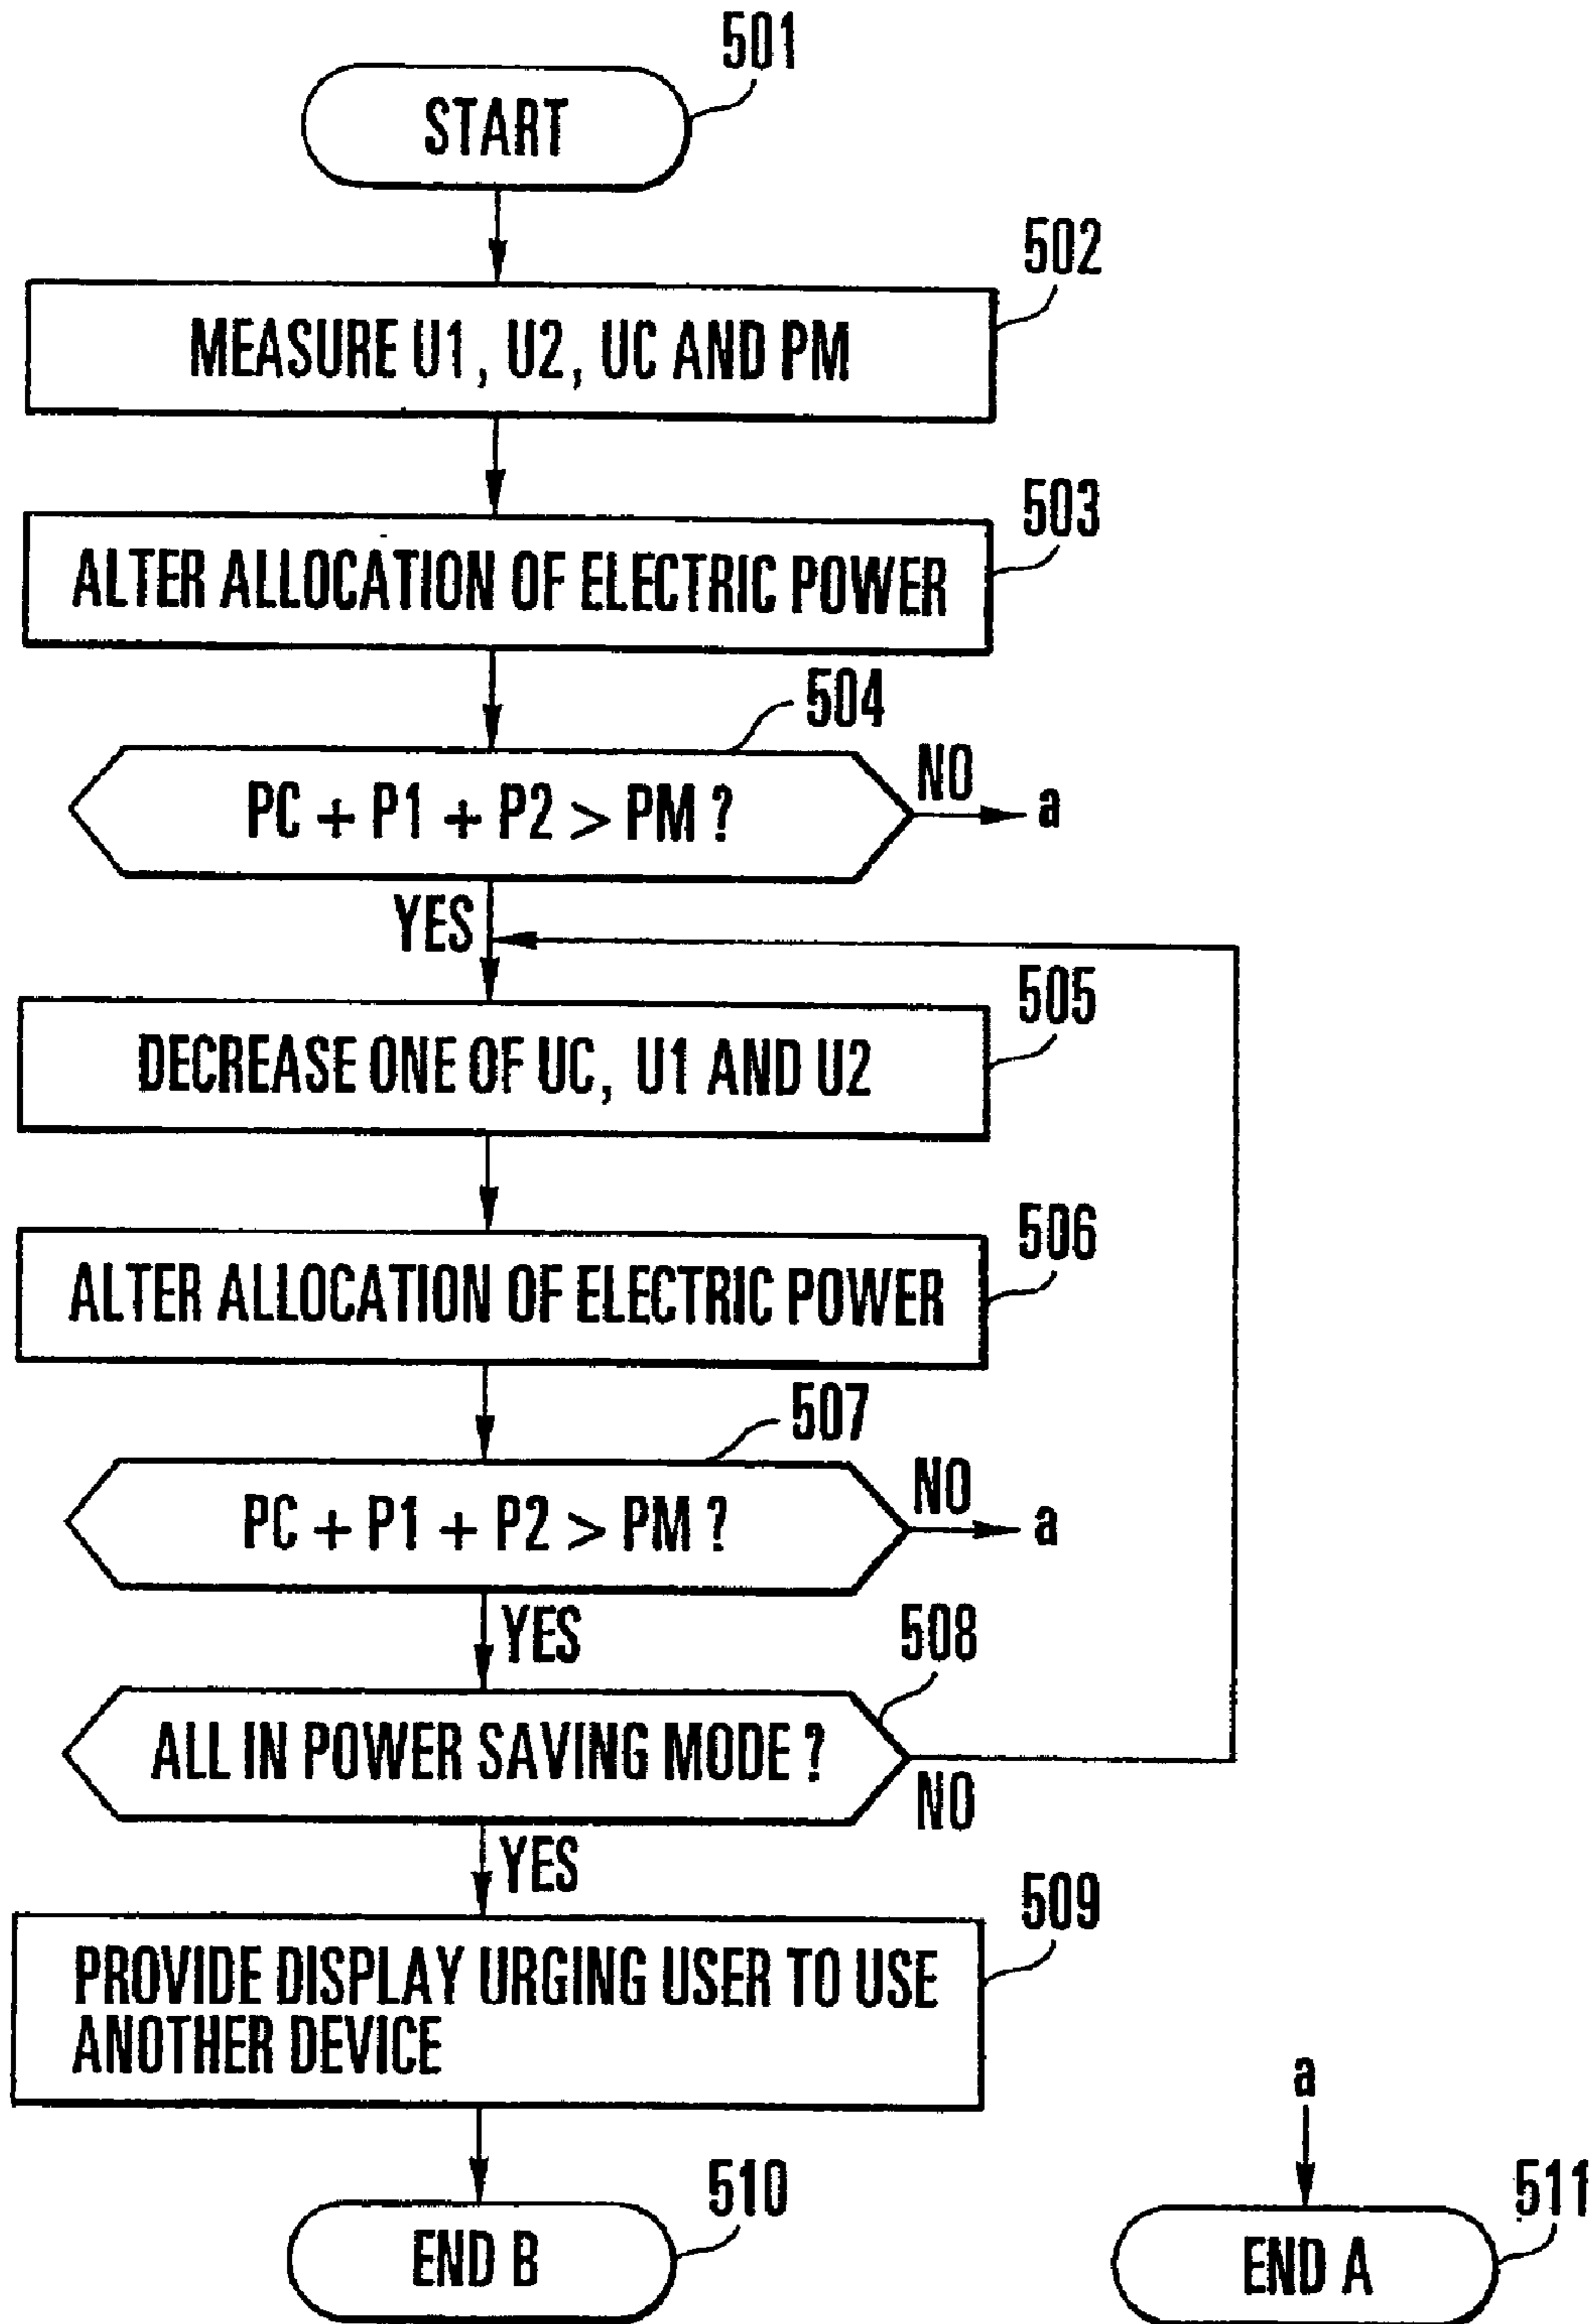 501
START
502
MEASURE U1, U2, UC AND PM
503
ALTER ALLOCATION OF ELECTRIC POWER
504
PC + P1 + P2 > PM ?
NO
a
YES
505
DECREASE ONE OF UC, U1 AND U2
506
ALTER ALLOCATION OF ELECTRIC POWER
507
PC + P1 + P2 > PM ?
NO
a
YES
508
ALL IN POWER SAVING MODE ?
NO
YES
509
PROVIDE DISPLAY URGING USER TO USE
ANOTHER DEVICE
a
510
END B
511
END A